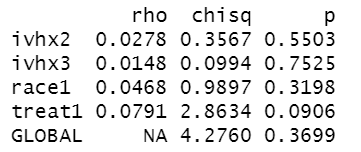 rho chisq p
ivhx2 0.0278 0.3567 0.5503
ivhx3 0.0148 0.0994 0.7525
race1 0.0468 0.9897 0.3198
treat1 0.0791 2.8634 0.0906
GLOBAL NA 4.2760 0.3699